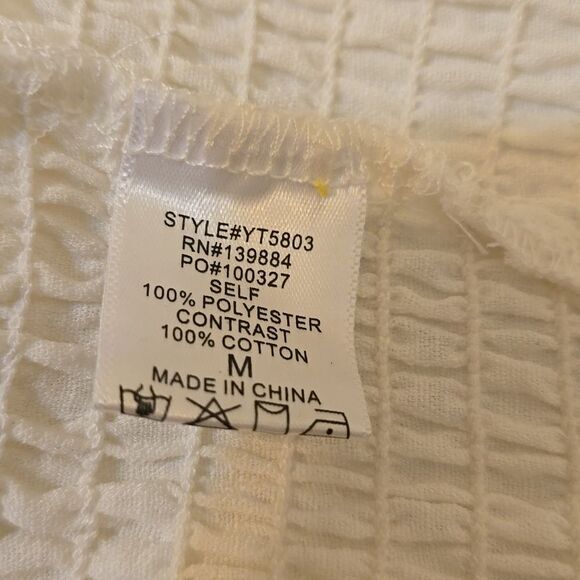 STYLE#YT5803
RN#139884
PO#100327
SELF
100% POLYESTER
CONTRAST
100% COTTON
M
MADE IN CHINA